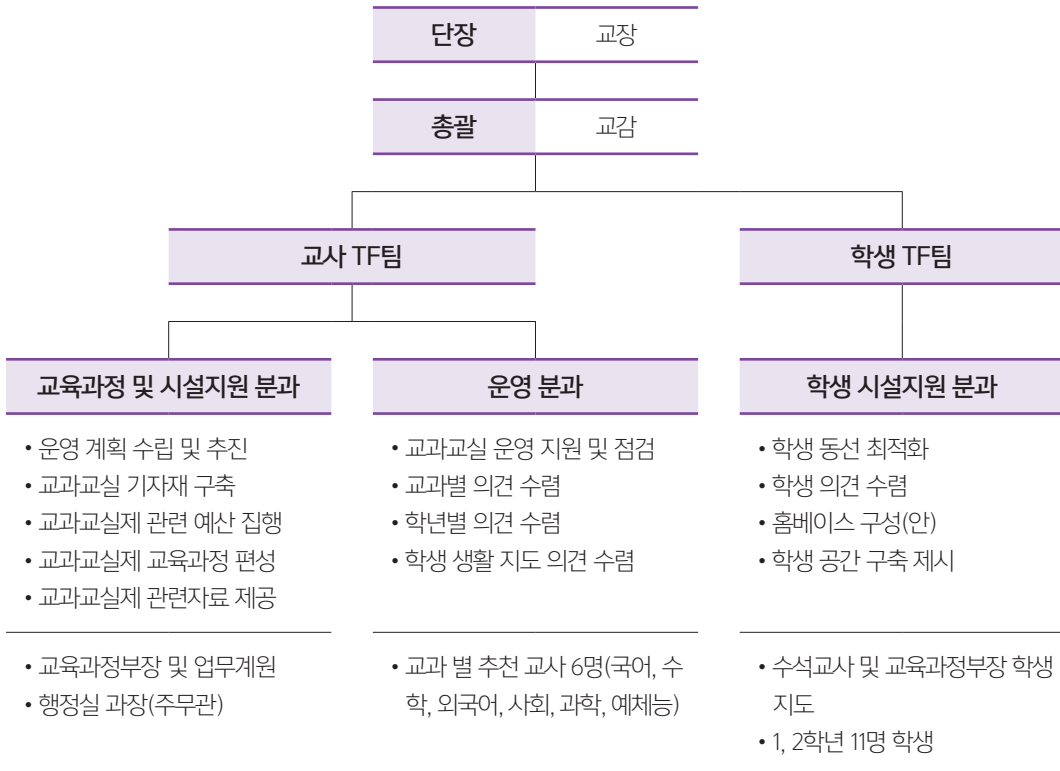 단장 교장
총괄 교감
교사 TF팀
학생 TF팀
교육과정 및 시설지원 분과
• 운영 계획 수립 및 추진
• 교과교실 기자재 구축
• 교과교실제 관련 예산 집행
• 교과교실제 교육과정 편성
• 교과교실제 관련자료 제공
• 교육과정부장 및 업무계원
• 행정실 과장(주무관)
운영 분과
• 교과교실 운영 지원 및 점검
• 교과별 의견 수렴
• 학년별 의견 수렴
• 학생 생활 지도 의견 수렴
• 교과 별 추천 교사 6명(국어, 수
학, 외국어, 사회, 과학, 예체능)
학생 시설지원 분과
• 학생 동선 최적화
• 학생 의견 수렴
• 홈베이스 구성(안)
• 학생 공간 구축 제시
• 수석교사 및 교육과정부장 학생
지도
• 1, 2학년 11명 학생